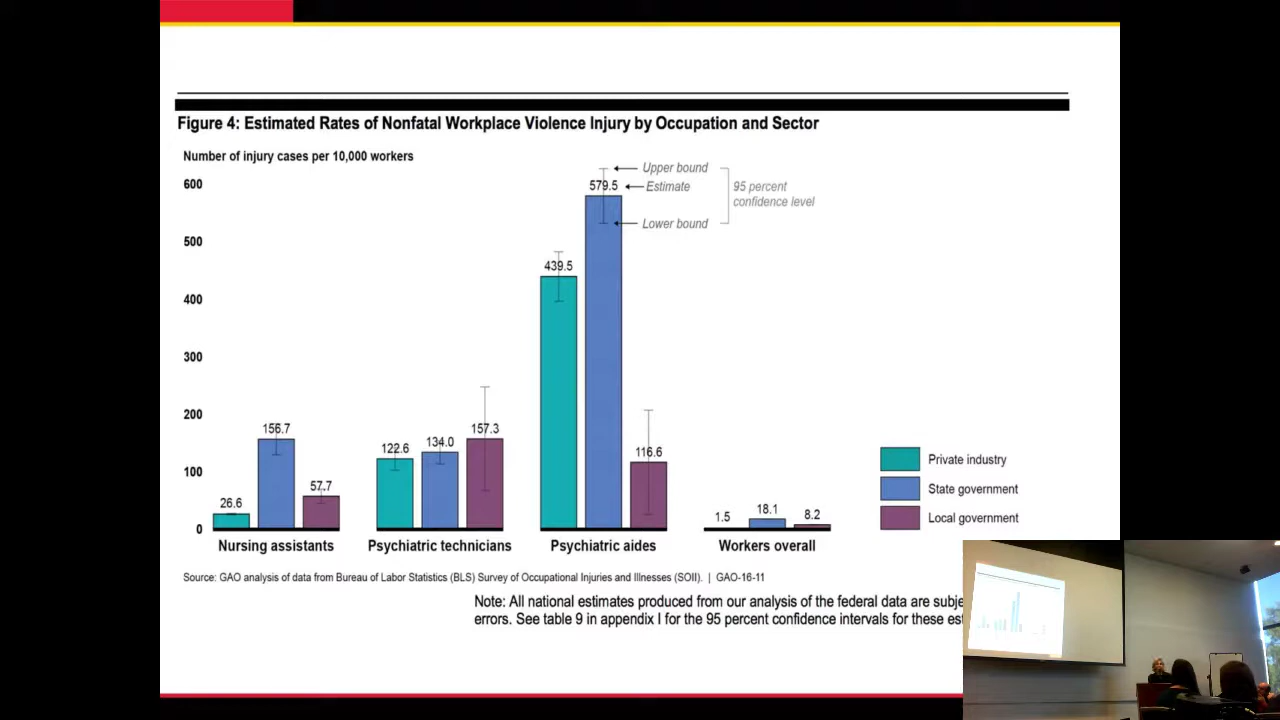 Figure 4: Estimated Rates of Nonfatal Workplace Violence Injury by Occupation and Sector
Number of injury cases per 10,000 workers
600
500
400
300
200
100
0
Upper bound
Estimate
Lower bound
95 percent
confidence level
26.6
156.7
57.7
122.6
134.0
157.3
439.5
579.5
116.6
1.5
18.1
8.2
Nursing assistants
Psychiatric technicians
Psychiatric aides
Workers overall
Private industry
State government
Local government
Source: GAO analysis of data from Bureau of Labor Statistics (BLS) Survey of Occupational Injuries and Illnesses (SOII). | GAO-16-11
Note: All national estimates produced from our analysis of the federal data are subje
errors. See table 9 in appendix I for the 95 percent confidence intervals for these est